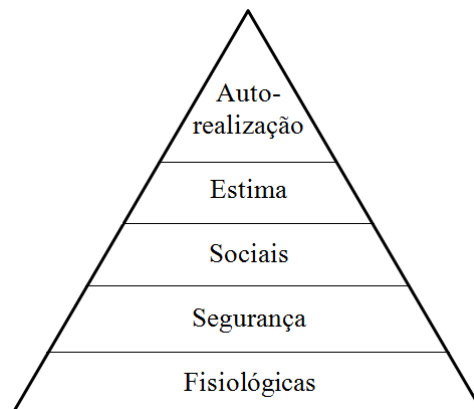 Auto-
realização
Estima
Sociais
Segurança
Fisiológicas